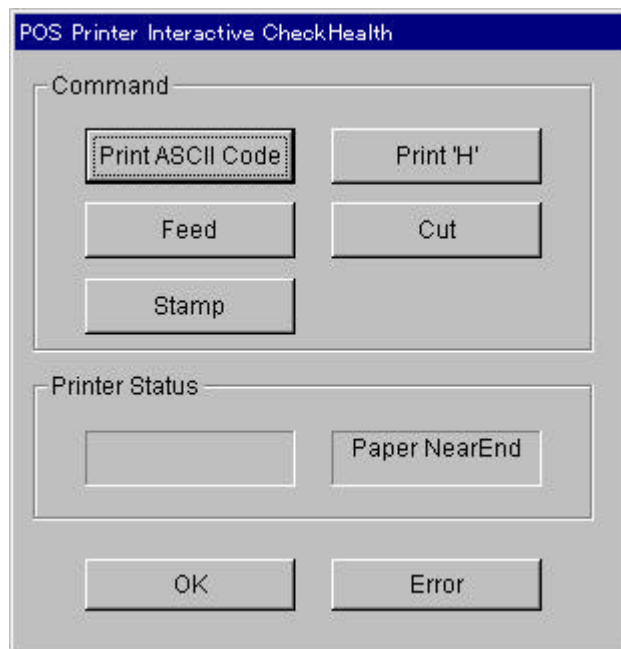 POS Printer Interactive CheckHealth
Command
Print ASCII Code
Print 'H'
Feed
Cut
Stamp
Printer Status
Paper NearEnd
OK
Error